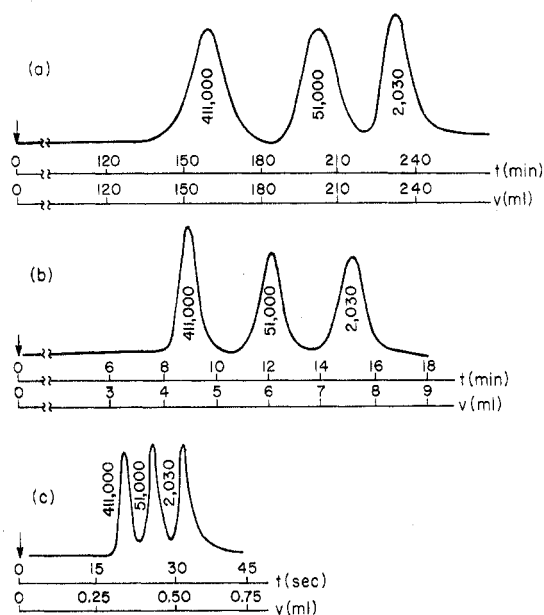 (a)
411,000 51,000 2,030
0 120 150 180 210 240
t(min)
0 120 150 180 210 240
v(ml)
(b)
411,000 51,000 2,030
0 6 8 10 12 14 16 18
t(min)
0 3 4 5 6 7 8 9
v(ml)
(c)
411,000 51,000 2,030
0 15 30 45
t(sec)
0 0.25 0.50 0.75
v(ml)